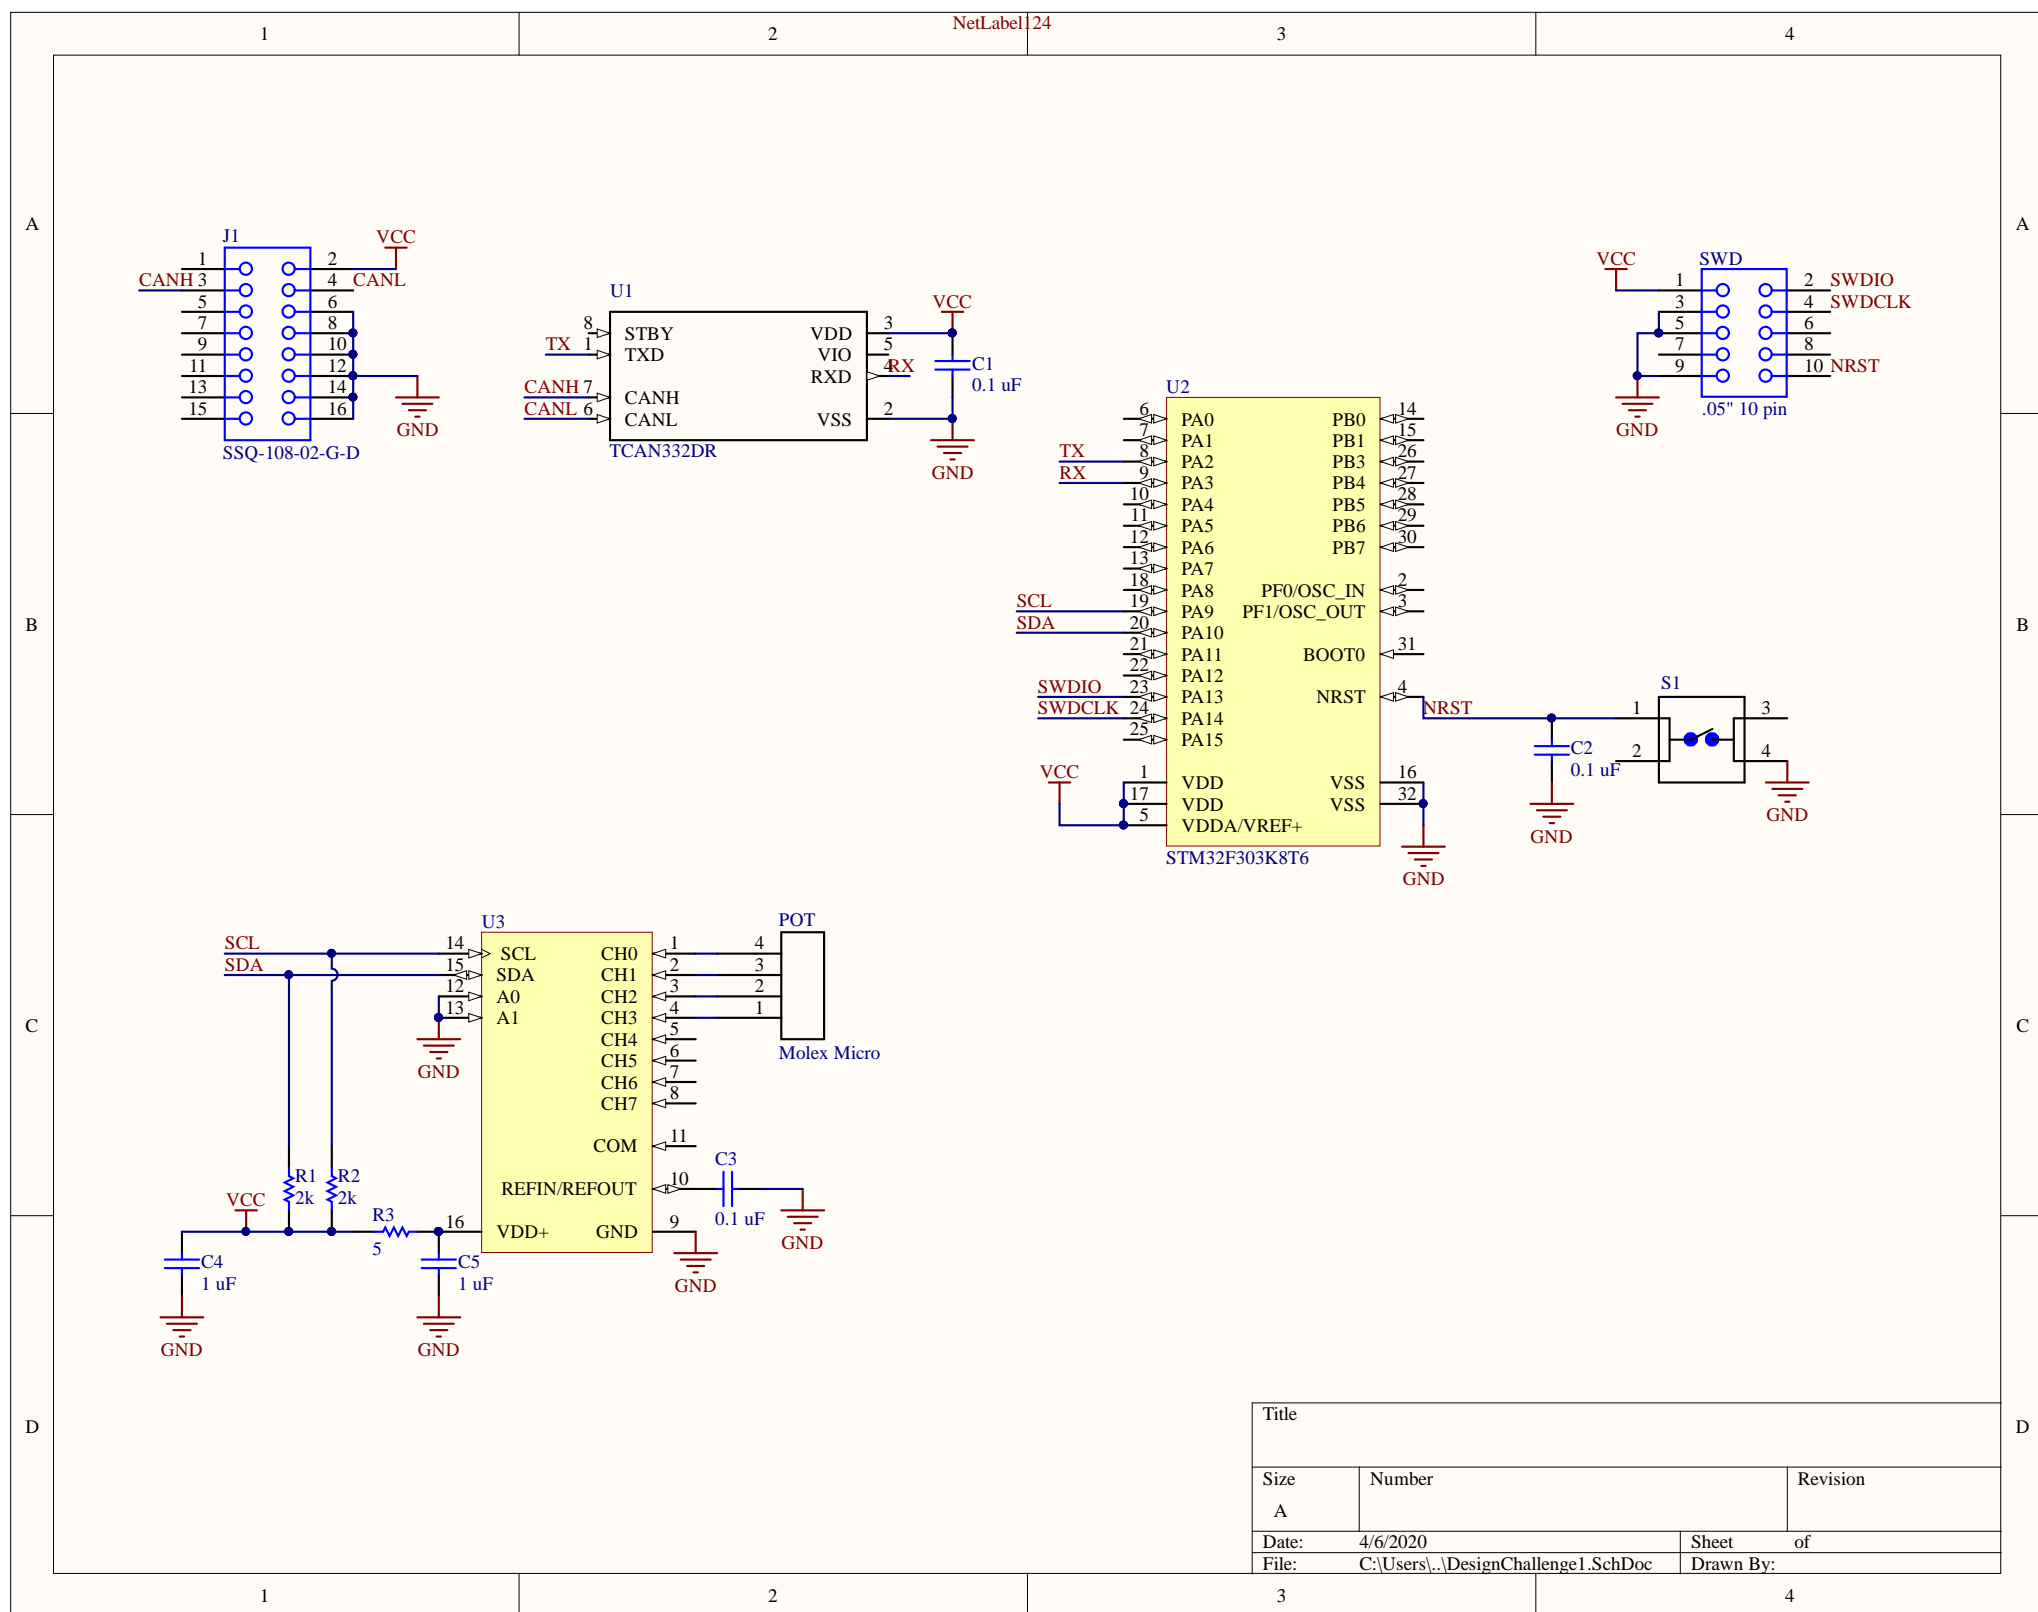 NetLabel124
1 2 3 4
A A
B B
C C
D D
J1
VCC
1 2
CANH 3 4 CANL
5 6
7 8
9 10
11 12
13 14
15 16
GND
SSQ-108-02-G-D
U1
VCC
8 STBY VDD 3
TX 1 TXD VIO 5
RXD 4 RX
C1
0.1 uF
CANH 7 CANH
CANL 6 CANL VSS 2
TCAN332DR
GND
VCC
SWD
1 2 SWDIO
3 4 SWDCLK
5 6
7 8
9 10 NRST
.05" 10 pin
GND
U2
6 PA0 PB0 14
7 PA1 PB1 15
TX 8 PA2 PB3 26
RX 9 PA3 PB4 27
10 PA4 PB5 28
11 PA5 PB6 29
12 PA6 PB7 30
13 PA7
18 PA8 PF0/OSC_IN 2
SCL 19 PA9 PF1/OSC_OUT 3
SDA 20 PA10
21 PA11 BOOT0 31
22 PA12
SWDIO 23 PA13 NRST 4
SWDCLK 24 PA14 NRST
25 PA15
VCC
1 VDD VSS 16
17 VDD VSS 32
5 VDDA/VREF+
STM32F303K8T6
GND
S1
1 3
2 4
C2
0.1 uF
GND
GND
U3
POT
SCL 14 SCL CH0 1 4
SDA 15 SDA CH1 2 3
12 A0 CH2 3 2
13 A1 CH3 4 1
CH4 5
CH5 6
CH6 7
CH7 8
GND
Molex Micro
COM 11
REFIN/REFOUT 10
C3
0.1 uF
GND
R1
2k
R2
2k
VCC
R3
5
16 VDD+ GND 9
GND
C4
1 uF
GND
C5
1 uF
GND
Title
Size Number Revision
A
Date: 4/6/2020 Sheet of
File: C:\Users\..\DesignChallenge1.SchDoc Drawn By:
1 2 3 4